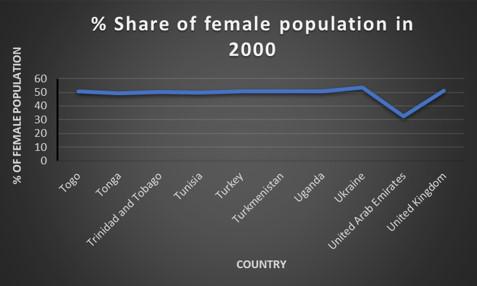 % Share of female population in
2000
% OF FEMALE POPULATION
60
50
40
30
20
10
0
Togo
Tonga
Trinidad and Tobago
Tunisia
Turkey
Turkmenistan
Uganda
Ukraine
United Arab Emirates
United Kingdom
COUNTRY